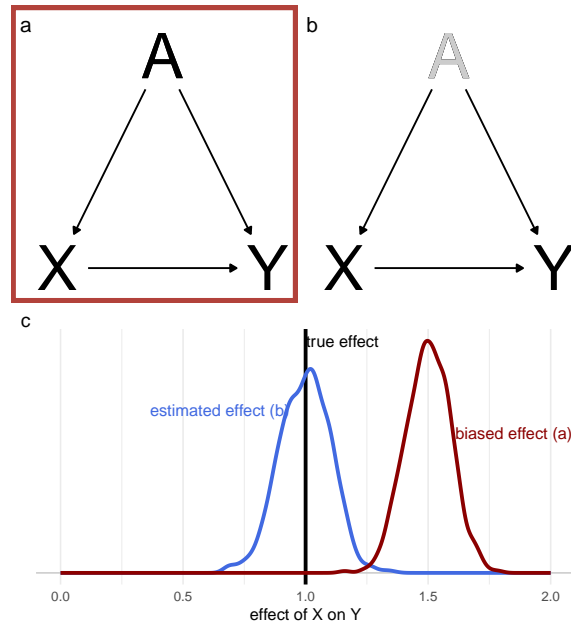 a
b
A
A
X
Y
X
Y
c
true effect
estimated effect (b)
biased effect (a)
0.0
0.5
1.0
1.5
2.0
effect of X on Y